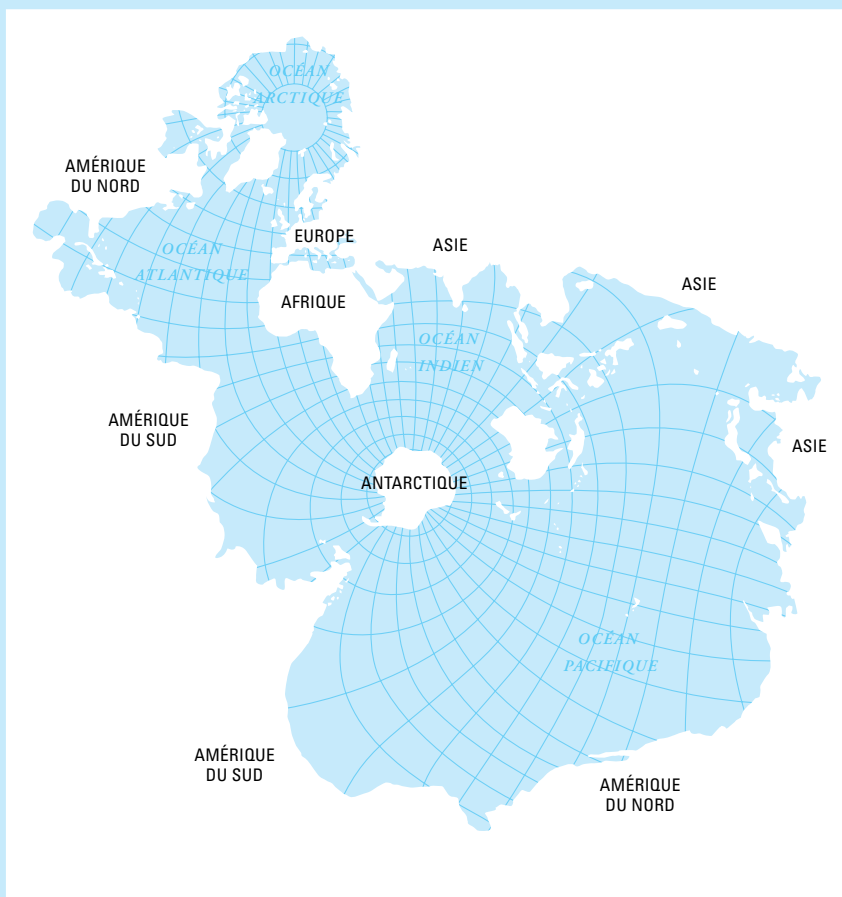 OCÉAN
ARCTIQUE
AMÉRIQUE
DU NORD
EUROPE
ASIE
OCÉAN
ATLANTIQUE
ASIE
AFRIQUE
OCÉAN
INDIEN
AMÉRIQUE
DU SUD
ASIE
ANTARCTIQUE
OCÉAN
PACIFIQUE
AMÉRIQUE
DU SUD
AMÉRIQUE
DU NORD